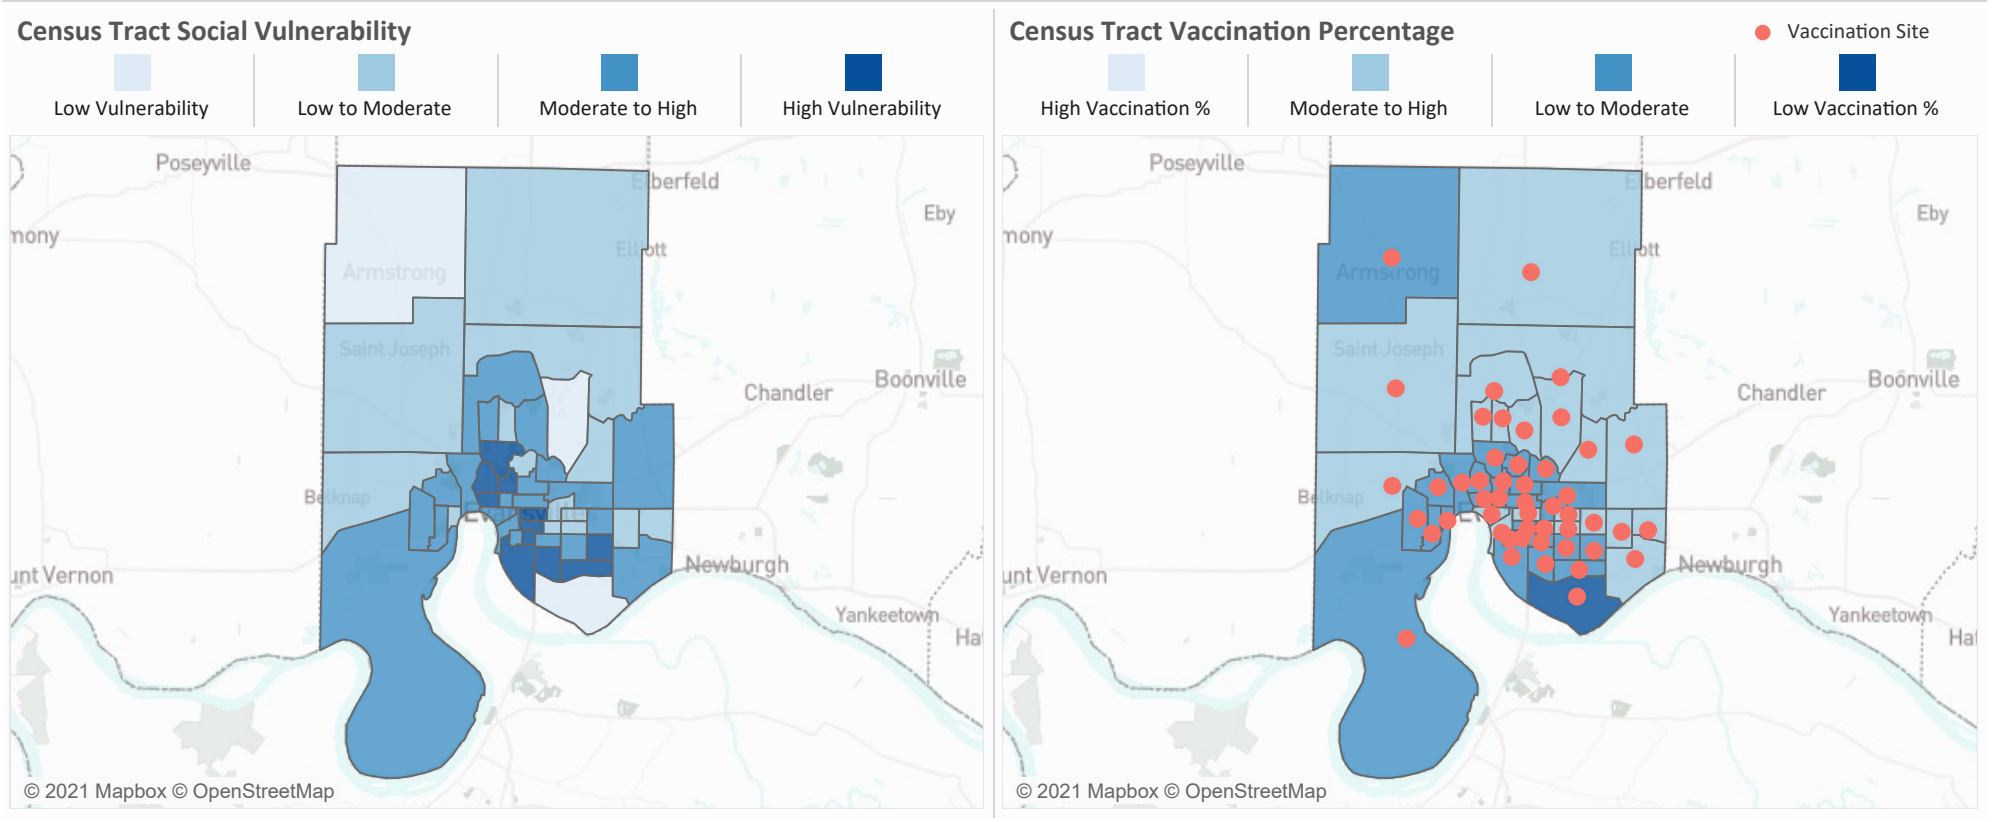 Census Tract Social Vulnerability
Low Vulnerability
Low to Moderate
Moderate to High
High Vulnerability
Poseyville
Elberfeld
Eby
mony
Elliott
Armstrong
Saint Joseph
Chandler
Boonville
Belknap
Evansville
Newburgh
unt Vernon
Yankeetown
Hat
© 2021 Mapbox © OpenStreetMap
Census Tract Vaccination Percentage
Vaccination Site
High Vaccination %
Moderate to High
Low to Moderate
Low Vaccination %
Poseyville
Elberfeld
Eby
mony
Elliott
Armstrong
Saint Joseph
Chandler
Boonville
Belknap
Newburgh
unt Vernon
Yankeetown
Hat
© 2021 Mapbox © OpenStreetMap